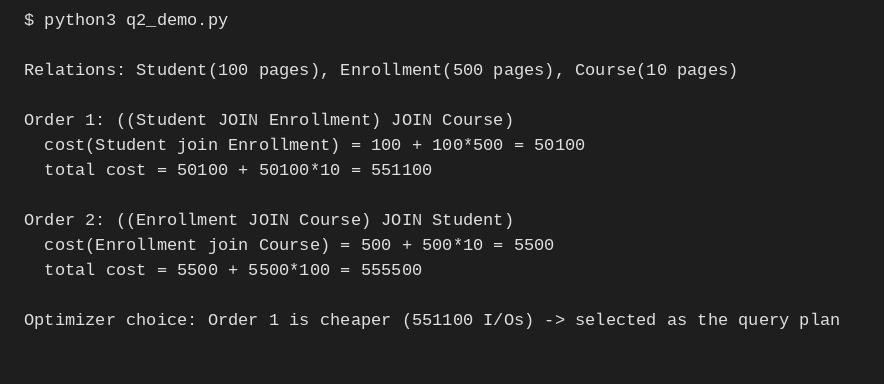 $ python3 q2_demo.py
Relations: Student(100 pages), Enrollment(500 pages), Course(10 pages)
Order 1: ((Student JOIN Enrollment) JOIN Course)
cost(Student join Enrollment) = 100 + 100*500 = 50100
total cost = 50100 + 50100*10 = 551100
Order 2: ((Enrollment JOIN Course) JOIN Student)
cost(Enrollment join Course) = 500 + 500*10 = 5500
total cost = 5500 + 5500*100 = 555500
Optimizer choice: Order 1 is cheaper (551100 I/Os) -> selected as the query plan